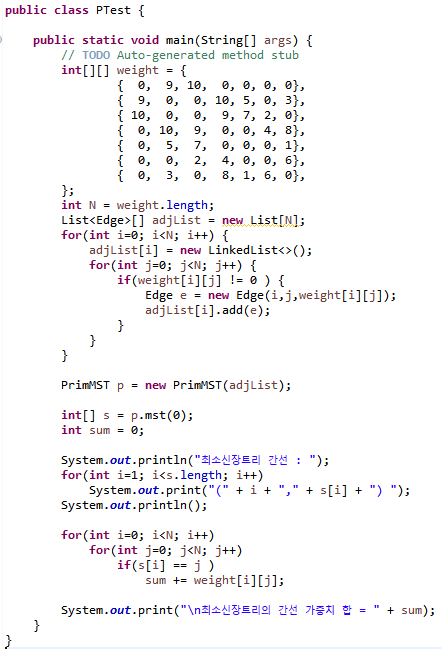 public class PTest {
public static void main(String[] args) {
// TODO Auto-generated method stub
int[][] weight = {
{  0,  9, 10,  0, 0, 0, 0},
{  9,  0,  0, 10, 5, 0, 3},
{ 10,  0,  0,  9, 7, 2, 0},
{  0, 10,  9,  0, 0, 4, 8},
{  0,  5,  7,  0, 0, 0, 1},
{  0,  0,  2,  4, 0, 0, 6},
{  0,  3,  0,  8, 1, 6, 0},
};
int N = weight.length;
List<Edge>[] adjList = new List[N];
for(int i=0; i<N; i++) {
adjList[i] = new LinkedList<>();
for(int j=0; j<N; j++) {
if(weight[i][j] != 0 ) {
Edge e = new Edge(i,j,weight[i][j]);
adjList[i].add(e);
}
}
}
PrimMST p = new PrimMST(adjList);
int[] s = p.mst(0);
int sum = 0;
System.out.println("최소신장트리 간선 : ");
for(int i=1; i<s.length; i++)
System.out.print("(" + i + "," + s[i] + ") ");
System.out.println();
for(int i=0; i<N; i++)
for(int j=0; j<N; j++)
if(s[i] == j )
sum += weight[i][j];
System.out.print("\n최소신장트리의 간선 가중치 합 = " + sum);
}
}